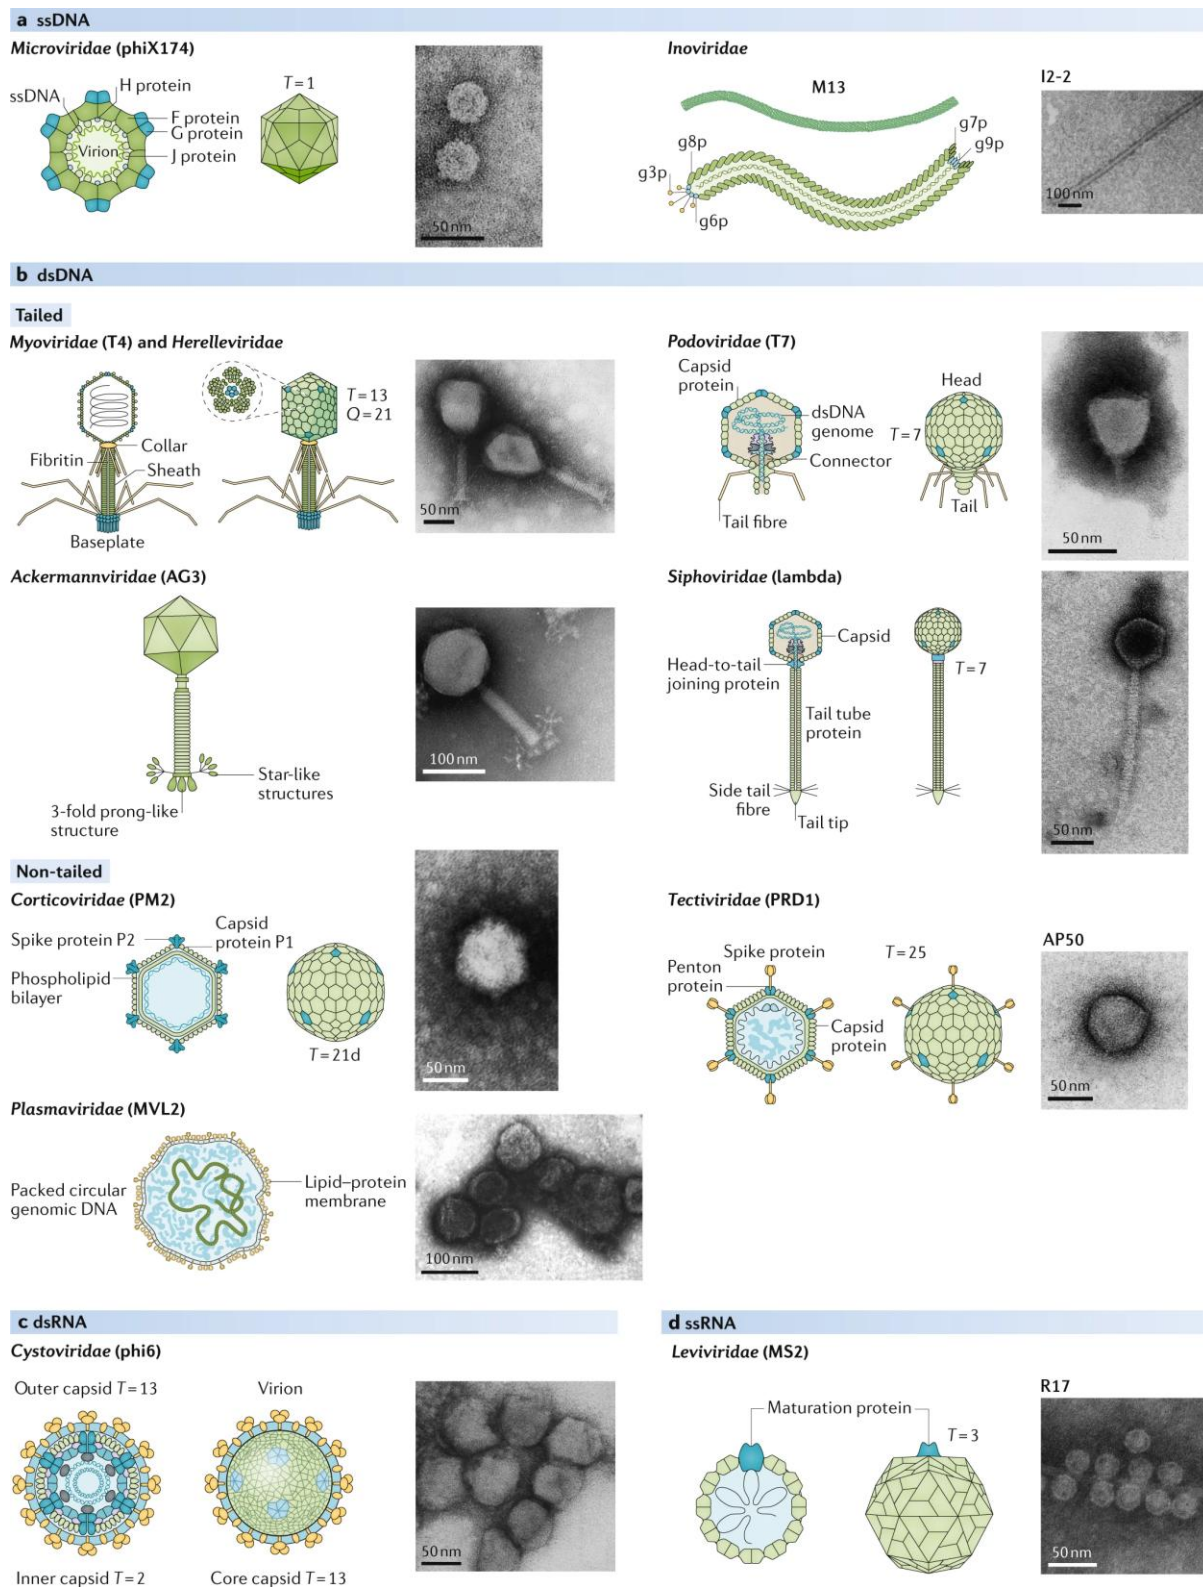 a ssDNA
Microviridae (phiX174)
H protein
ssDNA
T = 1
F protein
G protein
Virion
J protein
50 nm
Inoviridae
M13
I2-2
g7p
g8p
g9p
g3p
g6p
100 nm
b dsDNA
Tailed
Myoviridae (T4) and Herelleviridae
T = 13
Q = 21
Collar
Fibritin
Sheath
Baseplate
50 nm
Podoviridae (T7)
Capsid
protein
Head
dsDNA
genome
T = 7
Connector
Tail fibre
Tail
50 nm
Ackermannviridae (AG3)
Star-like
structures
3-fold prong-like
structure
100 nm
Siphoviridae (lambda)
Capsid
Head-to-tail
joining protein
T = 7
Tail tube
protein
Side tail
fibre
Tail tip
50 nm
Non-tailed
Corticoviridae (PM2)
Spike protein P2
Capsid
protein P1
Phospholipid
bilayer
T = 21d
50 nm
Tectiviridae (PRD1)
Spike protein
T = 25
AP50
Penton
protein
Capsid
protein
50 nm
Plasmaviridae (MVL2)
Packed circular
genomic DNA
Lipid–protein
membrane
100 nm
c dsRNA
Cystoviridae (phi6)
Outer capsid T = 13
Virion
Inner capsid T = 2
Core capsid T = 13
50 nm
d ssRNA
Leviviridae (MS2)
R17
Maturation protein
T = 3
50 nm